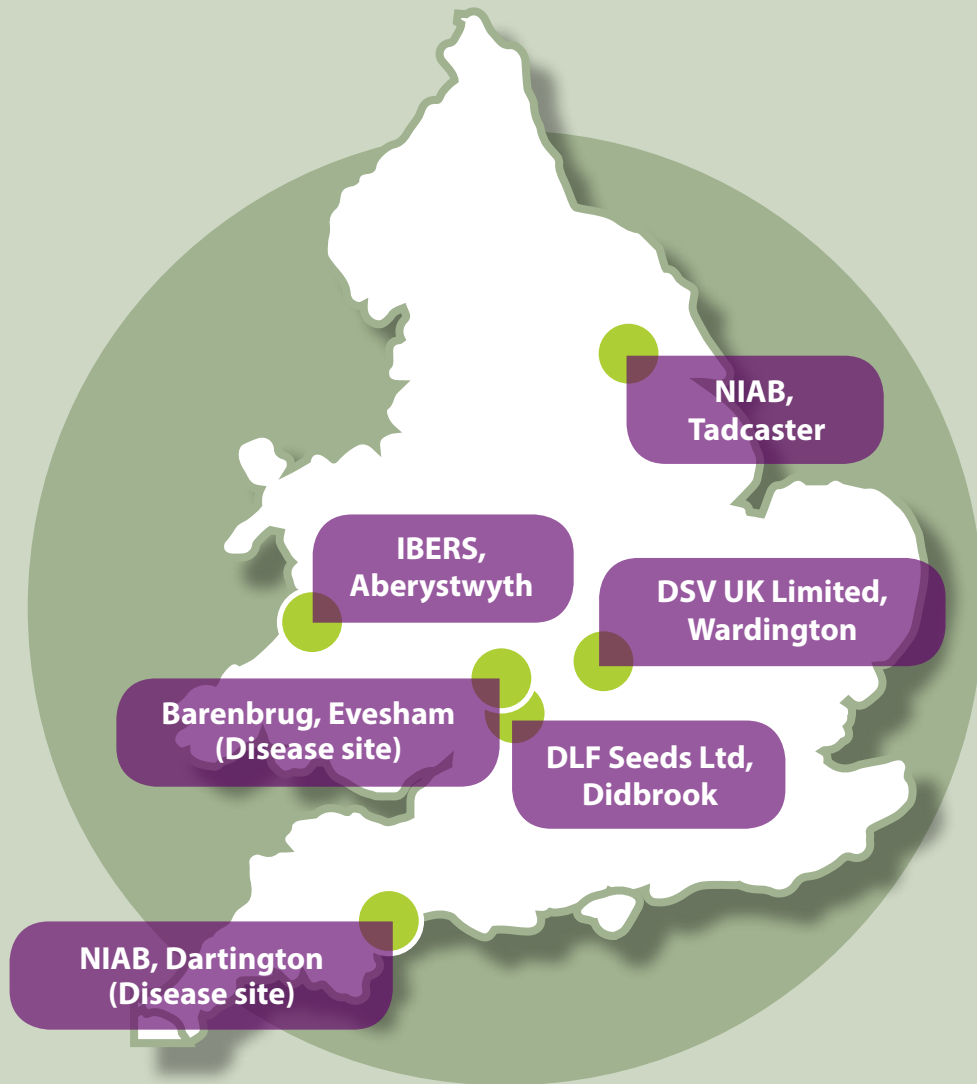 NIAB,
Tadcaster
IBERS,
Aberystwyth
DSV UK Limited,
Wardington
Barenbrug, Evesham
(Disease site)
DLF Seeds Ltd,
Didbrook
NIAB, Dartington
(Disease site)